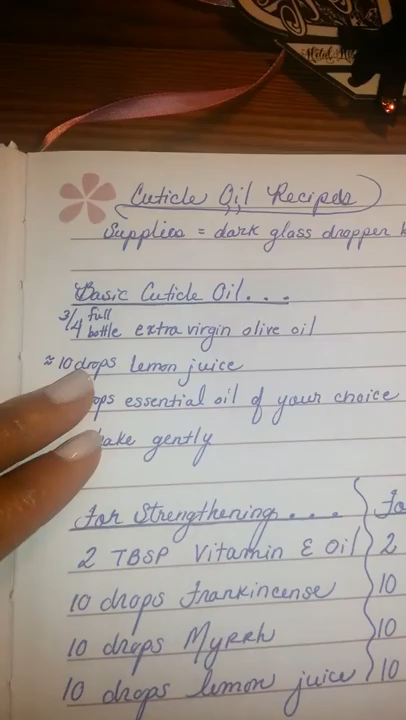 Cuticle Oil Recipes
Supplies = dark glass dropper
Basic Cuticle Oil...
3/4 full bottle extra virgin olive oil
≈ 10 drops lemon juice
ops essential oil of your choice
ake gently
For Strengthening....
2 TBSP Vitamin E Oil
10 drops Frankincense
10 drops Myrrh
10 drops lemon juice
Fo
2
10
10
10